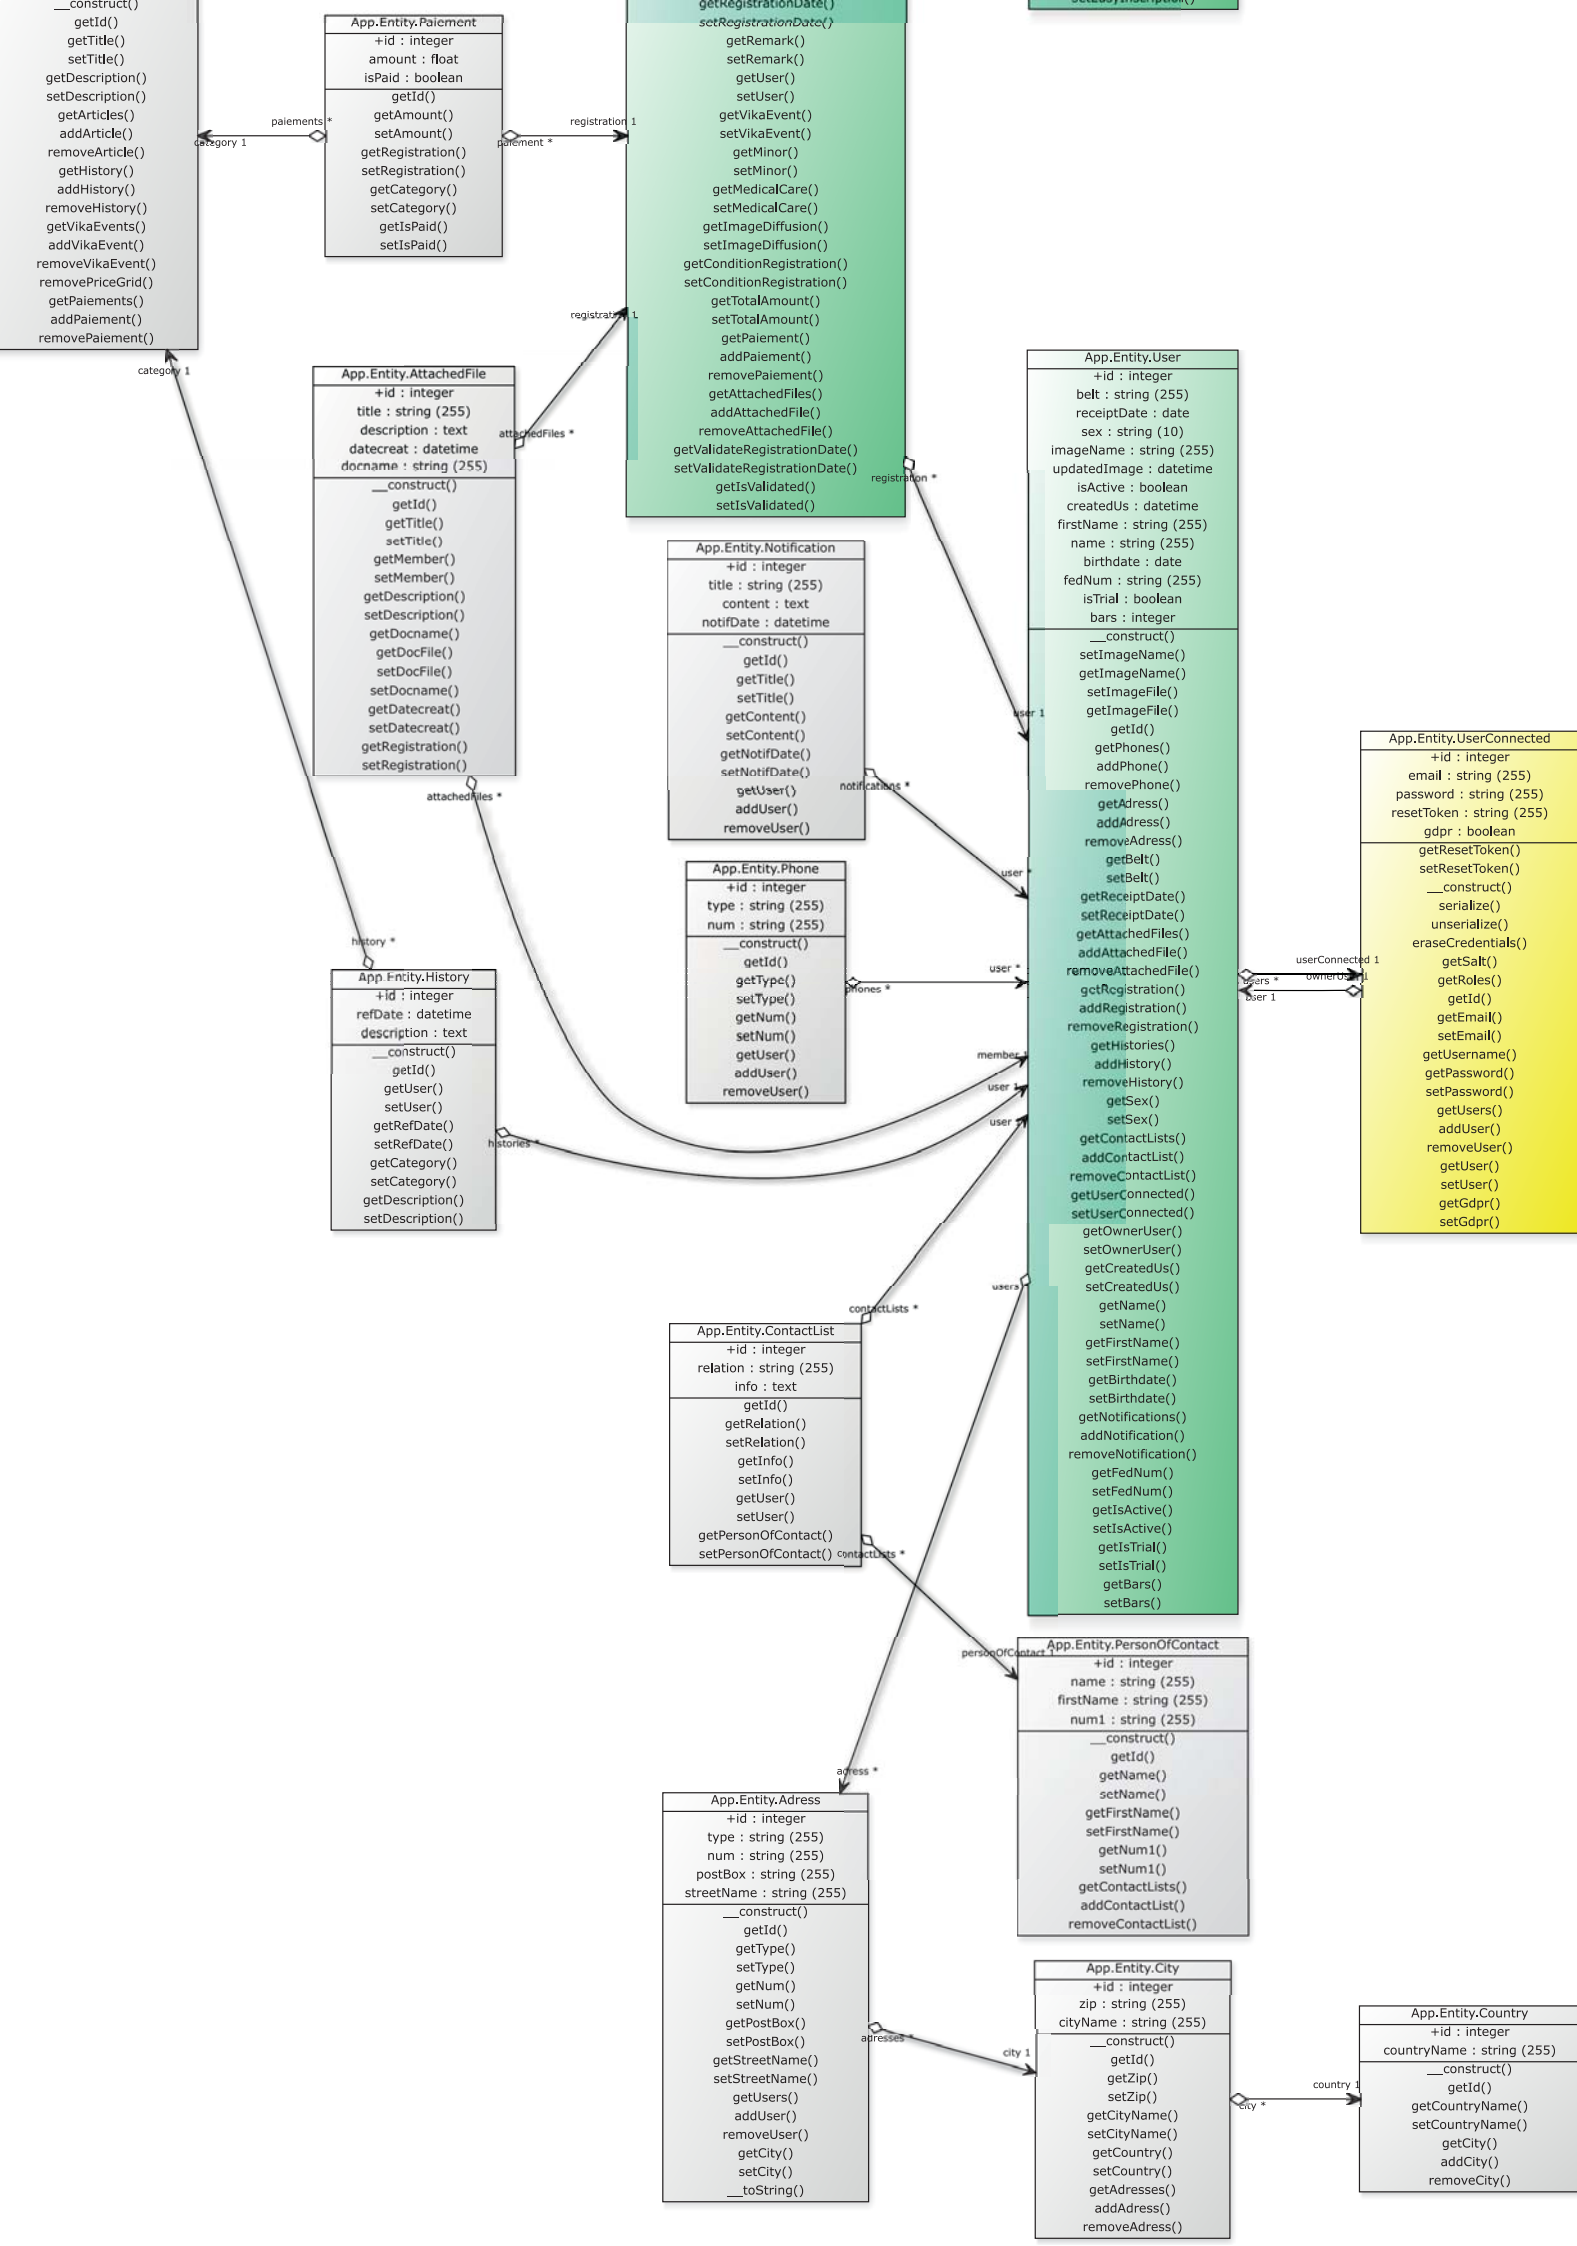 __construct()
getId()
getTitle()
setTitle()
getDescription()
setDescription()
getArticles()
addArticle()
removeArticle()
getHistory()
addHistory()
removeHistory()
getVikaEvents()
addVikaEvent()
removeVikaEvent()
removePriceGrid()
getPaiements()
addPaiement()
removePaiement()
category 1
paiements *
category 1
App.Entity.Paiement
+id : integer
amount : float
isPaid : boolean
getId()
getAmount()
setAmount()
getRegistration()
setRegistration()
getCategory()
setCategory()
getIsPaid()
setIsPaid()
paiement *
registration 1
registration 1
getRegistrationDate()
setRegistrationDate()
getRemark()
setRemark()
getUser()
setUser()
getVikaEvent()
setVikaEvent()
getMinor()
setMinor()
getMedicalCare()
setMedicalCare()
getImageDiffusion()
setImageDiffusion()
getConditionRegistration()
setConditionRegistration()
getTotalAmount()
setTotalAmount()
getPaiement()
addPaiement()
removePaiement()
getAttachedFiles()
addAttachedFile()
removeAttachedFile()
getValidateRegistrationDate()
setValidateRegistrationDate()
getIsValidated()
setIsValidated()
registration *
user 1
setEasyInscription()
App.Entity.AttachedFile
+id : integer
title : string (255)
description : text
datecreat : datetime
docname : string (255)
__construct()
getId()
getTitle()
setTitle()
getMember()
setMember()
getDescription()
setDescription()
getDocname()
getDocFile()
setDocFile()
setDocname()
getDatecreat()
setDatecreat()
getRegistration()
setRegistration()
attachedFiles *
attachedFiles *
App.Entity.Notification
+id : integer
title : string (255)
content : text
notifDate : datetime
__construct()
getId()
getTitle()
setTitle()
getContent()
setContent()
getNotifDate()
setNotifDate()
getUser()
addUser()
removeUser()
notifications *
user *
App.Entity.Phone
+id : integer
type : string (255)
num : string (255)
__construct()
getId()
getType()
setType()
getNum()
setNum()
getUser()
addUser()
removeUser()
phones *
user *
member 1
user 1
user 1
history *
App.Entity.History
+id : integer
refDate : datetime
description : text
__construct()
getId()
getUser()
setUser()
getRefDate()
setRefDate()
getCategory()
setCategory()
getDescription()
setDescription()
histories *
App.Entity.User
+id : integer
belt : string (255)
receiptDate : date
sex : string (10)
imageName : string (255)
updatedImage : datetime
isActive : boolean
createdUs : datetime
firstName : string (255)
name : string (255)
birthdate : date
fedNum : string (255)
isTrial : boolean
bars : integer
__construct()
setImageName()
getImageName()
setImageFile()
getImageFile()
getId()
getPhones()
addPhone()
removePhone()
getAdress()
addAdress()
removeAdress()
getBelt()
setBelt()
getReceiptDate()
setReceiptDate()
getAttachedFiles()
addAttachedFile()
removeAttachedFile()
getRegistration()
addRegistration()
removeRegistration()
getHistories()
addHistory()
removeHistory()
getSex()
setSex()
getContactLists()
addContactList()
removeContactList()
getUserConnected()
setUserConnected()
getOwnerUser()
setOwnerUser()
getCreatedUs()
setCreatedUs()
getName()
setName()
getFirstName()
setFirstName()
getBirthdate()
setBirthdate()
getNotifications()
addNotification()
removeNotification()
getFedNum()
setFedNum()
getIsActive()
setIsActive()
getIsTrial()
setIsTrial()
getBars()
setBars()
users *
userConnected 1
ownerUser 1
user 1
App.Entity.UserConnected
+id : integer
email : string (255)
password : string (255)
resetToken : string (255)
gdpr : boolean
getResetToken()
setResetToken()
__construct()
serialize()
unserialize()
eraseCredentials()
getSalt()
getRoles()
getId()
getEmail()
setEmail()
getUsername()
getPassword()
setPassword()
getUsers()
addUser()
removeUser()
getUser()
setUser()
getGdpr()
setGdpr()
users
contactLists *
App.Entity.ContactList
+id : integer
relation : string (255)
info : text
getId()
getRelation()
setRelation()
getInfo()
setInfo()
getUser()
setUser()
getPersonOfContact()
setPersonOfContact()
contactLists *
personOfContact 1
App.Entity.PersonOfContact
+id : integer
name : string (255)
firstName : string (255)
num1 : string (255)
__construct()
getId()
getName()
setName()
getFirstName()
setFirstName()
getNum1()
setNum1()
getContactLists()
addContactList()
removeContactList()
adress *
App.Entity.Adress
+id : integer
type : string (255)
num : string (255)
postBox : string (255)
streetName : string (255)
__construct()
getId()
getType()
setType()
getNum()
setNum()
getPostBox()
setPostBox()
getStreetName()
setStreetName()
getUsers()
addUser()
removeUser()
getCity()
setCity()
__toString()
adresses *
city 1
App.Entity.City
+id : integer
zip : string (255)
cityName : string (255)
__construct()
getId()
getZip()
setZip()
getCityName()
setCityName()
getCountry()
setCountry()
getAdresses()
addAdress()
removeAdress()
city *
country 1
App.Entity.Country
+id : integer
countryName : string (255)
__construct()
getId()
getCountryName()
setCountryName()
getCity()
addCity()
removeCity()